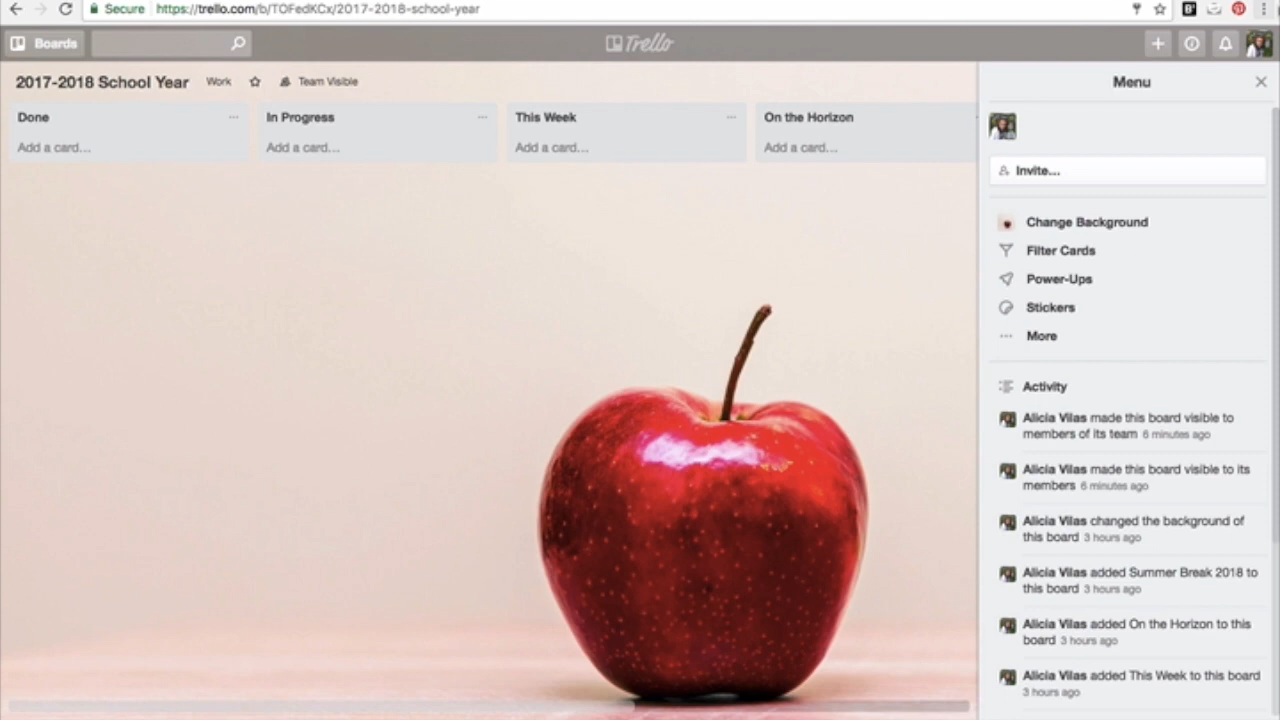 Secure https://trello.com/b/TOFedKCx/2017-2018-school-year
Boards
Trello
2017-2018 School Year Work Team Visible
Done
Add a card...
In Progress
Add a card...
This Week
Add a card...
On the Horizon
Add a card...
Menu
Invite...
Change Background
Filter Cards
Power-Ups
Stickers
More
Activity
Alicia Vilas made this board visible to
members of its team 6 minutes ago
Alicia Vilas made this board visible to its
members 6 minutes ago
Alicia Vilas changed the background of
this board 3 hours ago
Alicia Vilas added Summer Break 2018 to
this board 3 hours ago
Alicia Vilas added On the Horizon to this
board 3 hours ago
Alicia Vilas added This Week to this board
3 hours ago